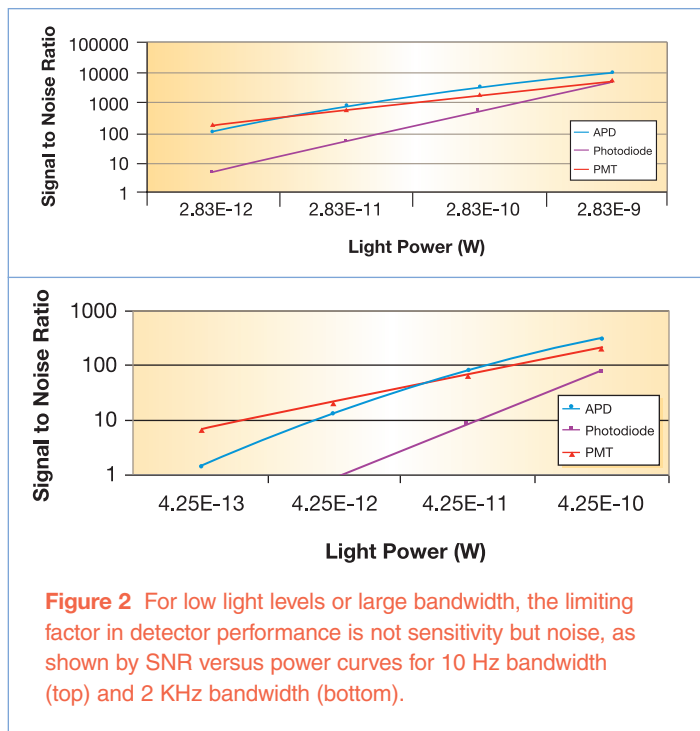 Signal to Noise Ratio
100000
10000
1000
100
10
1
APD
Photodiode
PMT
2.83E-12 2.83E-11 2.83E-10 2.83E-9
Light Power (W)
Signal to Noise Ratio
1000
100
10
1
APD
Photodiode
PMT
4.25E-13 4.25E-12 4.25E-11 4.25E-10
Light Power (W)
Figure 2 For low light levels or large bandwidth, the limiting
factor in detector performance is not sensitivity but noise, as
shown by SNR versus power curves for 10 Hz bandwidth
(top) and 2 KHz bandwidth (bottom).